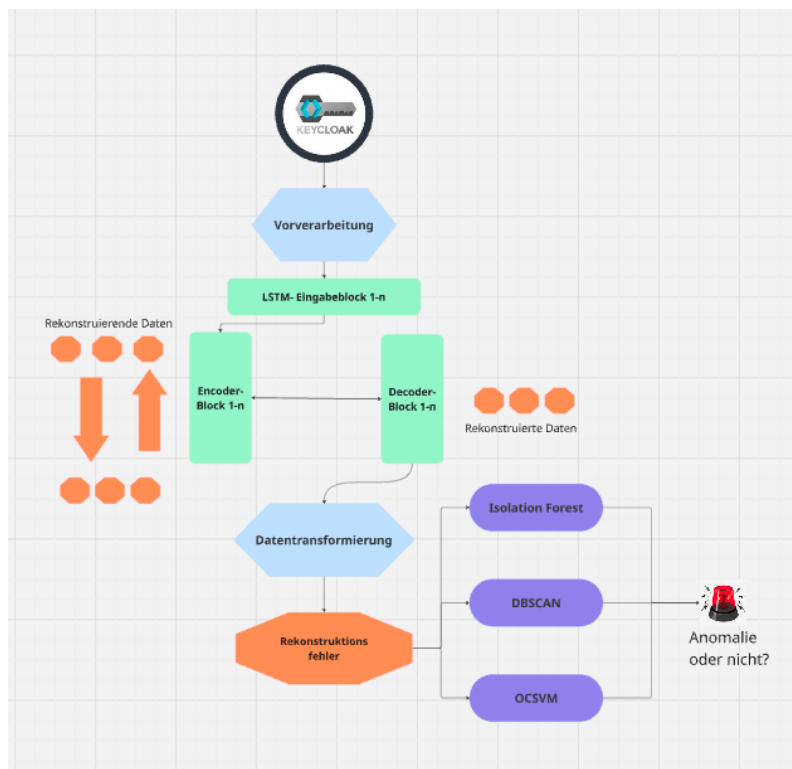 KEYCLOAK
Vorverarbeitung
LSTM- Eingabeblock 1-n
Rekonstruierende Daten
Encoder-
Block 1-n
Decoder-
Block 1-n
Rekonstruierte Daten
Datentransformierung
Isolation Forest
DBSCAN
Rekonstruktions
fehler
OCSVM
Anomalie
oder nicht?